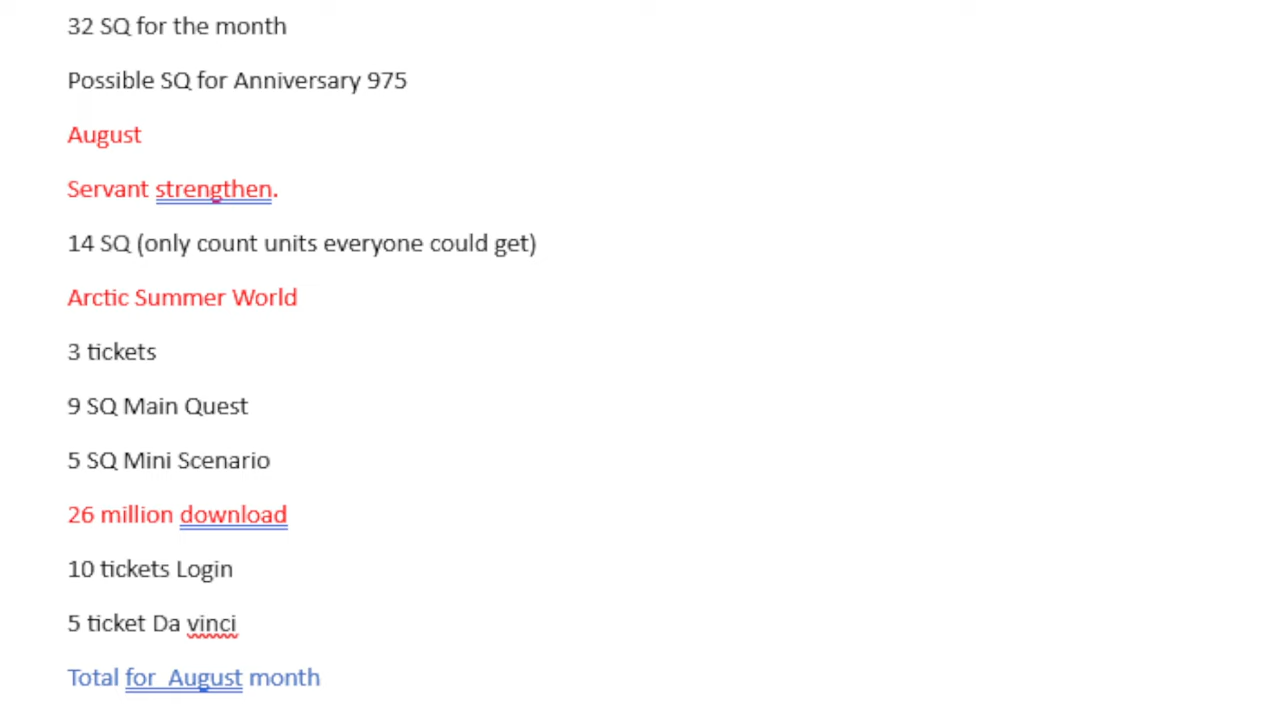 32 SQ for the month
Possible SQ for Anniversary 975
August
Servant strengthen.
14 SQ (only count units everyone could get)
Arctic Summer World
3 tickets
9 SQ Main Quest
5 SQ Mini Scenario
26 million download
10 tickets Login
5 ticket Da vinci
Total for  August month